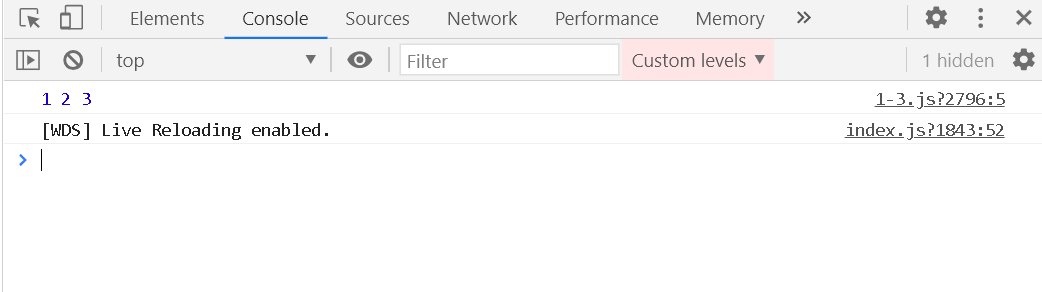 Elements Console Sources Network Performance Memory »
top Filter Custom levels 1 hidden
1 2 3 1-3.js?2796:5
[WDS] Live Reloading enabled. index.js?1843:52